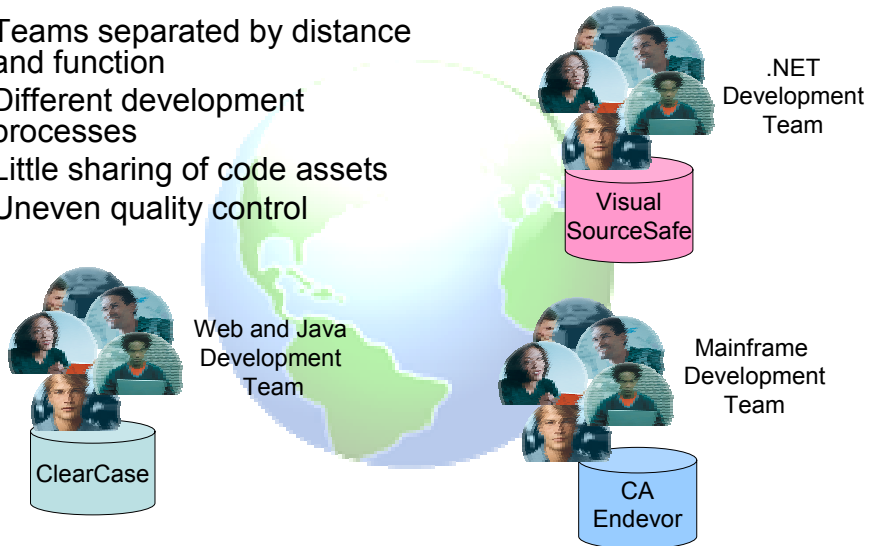 Teams separated by distance
and function
Different development
processes
Little sharing of code assets
Uneven quality control
.NET
Development
Team
Visual
SourceSafe
Web and Java
Development
Team
ClearCase
Mainframe
Development
Team
CA
Endevor